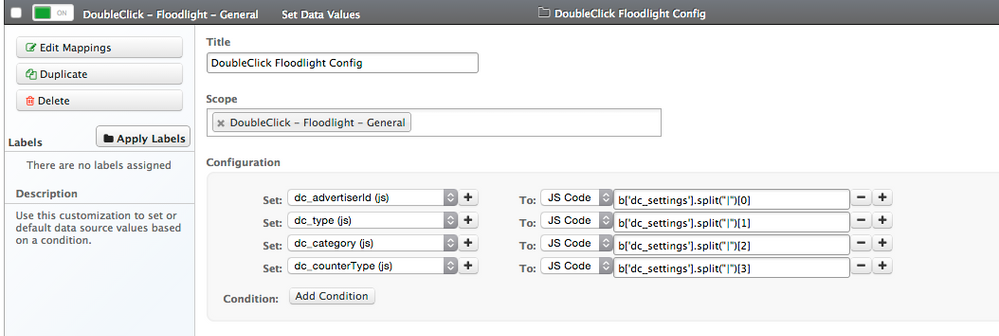 ON DoubleClick – Floodlight – General Set Data Values DoubleClick Floodlight Config
Edit Mappings
Duplicate
Delete
Labels Apply Labels
There are no labels assigned
Description
Use this customization to set or
default data source values based
on a condition.
Title
DoubleClick Floodlight Config
Scope
× DoubleClick – Floodlight – General
Configuration
Set: dc_advertiserId (js) + To: JS Code b['dc_settings'].split("|")[0] − +
Set: dc_type (js) + To: JS Code b['dc_settings'].split("|")[1] − +
Set: dc_category (js) + To: JS Code b['dc_settings'].split("|")[2] − +
Set: dc_counterType (js) + To: JS Code b['dc_settings'].split("|")[3] − +
Condition: Add Condition